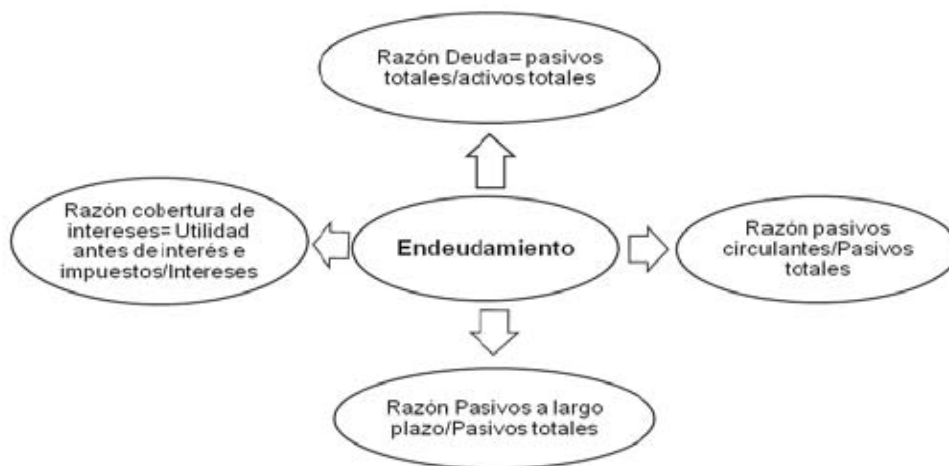 Razón Deuda= pasivos
totales/activos totales
Razón cobertura de
intereses= Utilidad
antes de interés e
impuestos/Intereses
Endeudamiento
Razón pasivos
circulantes/Pasivos
totales
Razón Pasivos a largo
plazo/Pasivos totales